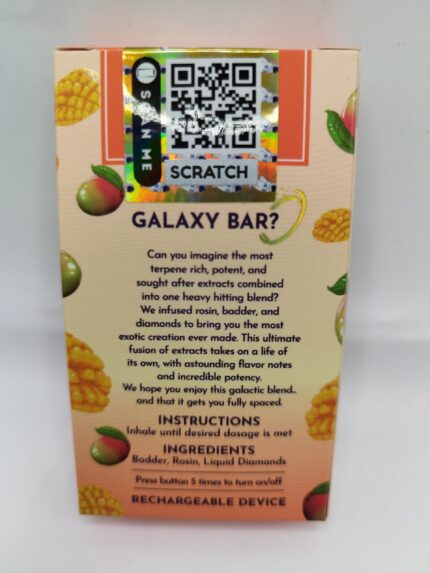 SCAN ME
SCRATCH
GALAXY BAR?
Can you imagine the most
terpene rich, potent, and
sought after extracts combined
into one heavy hitting blend?
We infused rosin, badder, and
diamonds to bring you the most
exotic creation ever made. This ultimate
fusion of extracts takes on a life of
its own, with astounding flavor notes
and incredible potency.
We hope you enjoy this galactic blend..
and that it gets you fully spaced.
INSTRUCTIONS
Inhale until desired dosage is met
INGREDIENTS
Badder, Rosin, Liquid Diamonds
Press button 5 times to turn on/off
RECHARGEABLE DEVICE